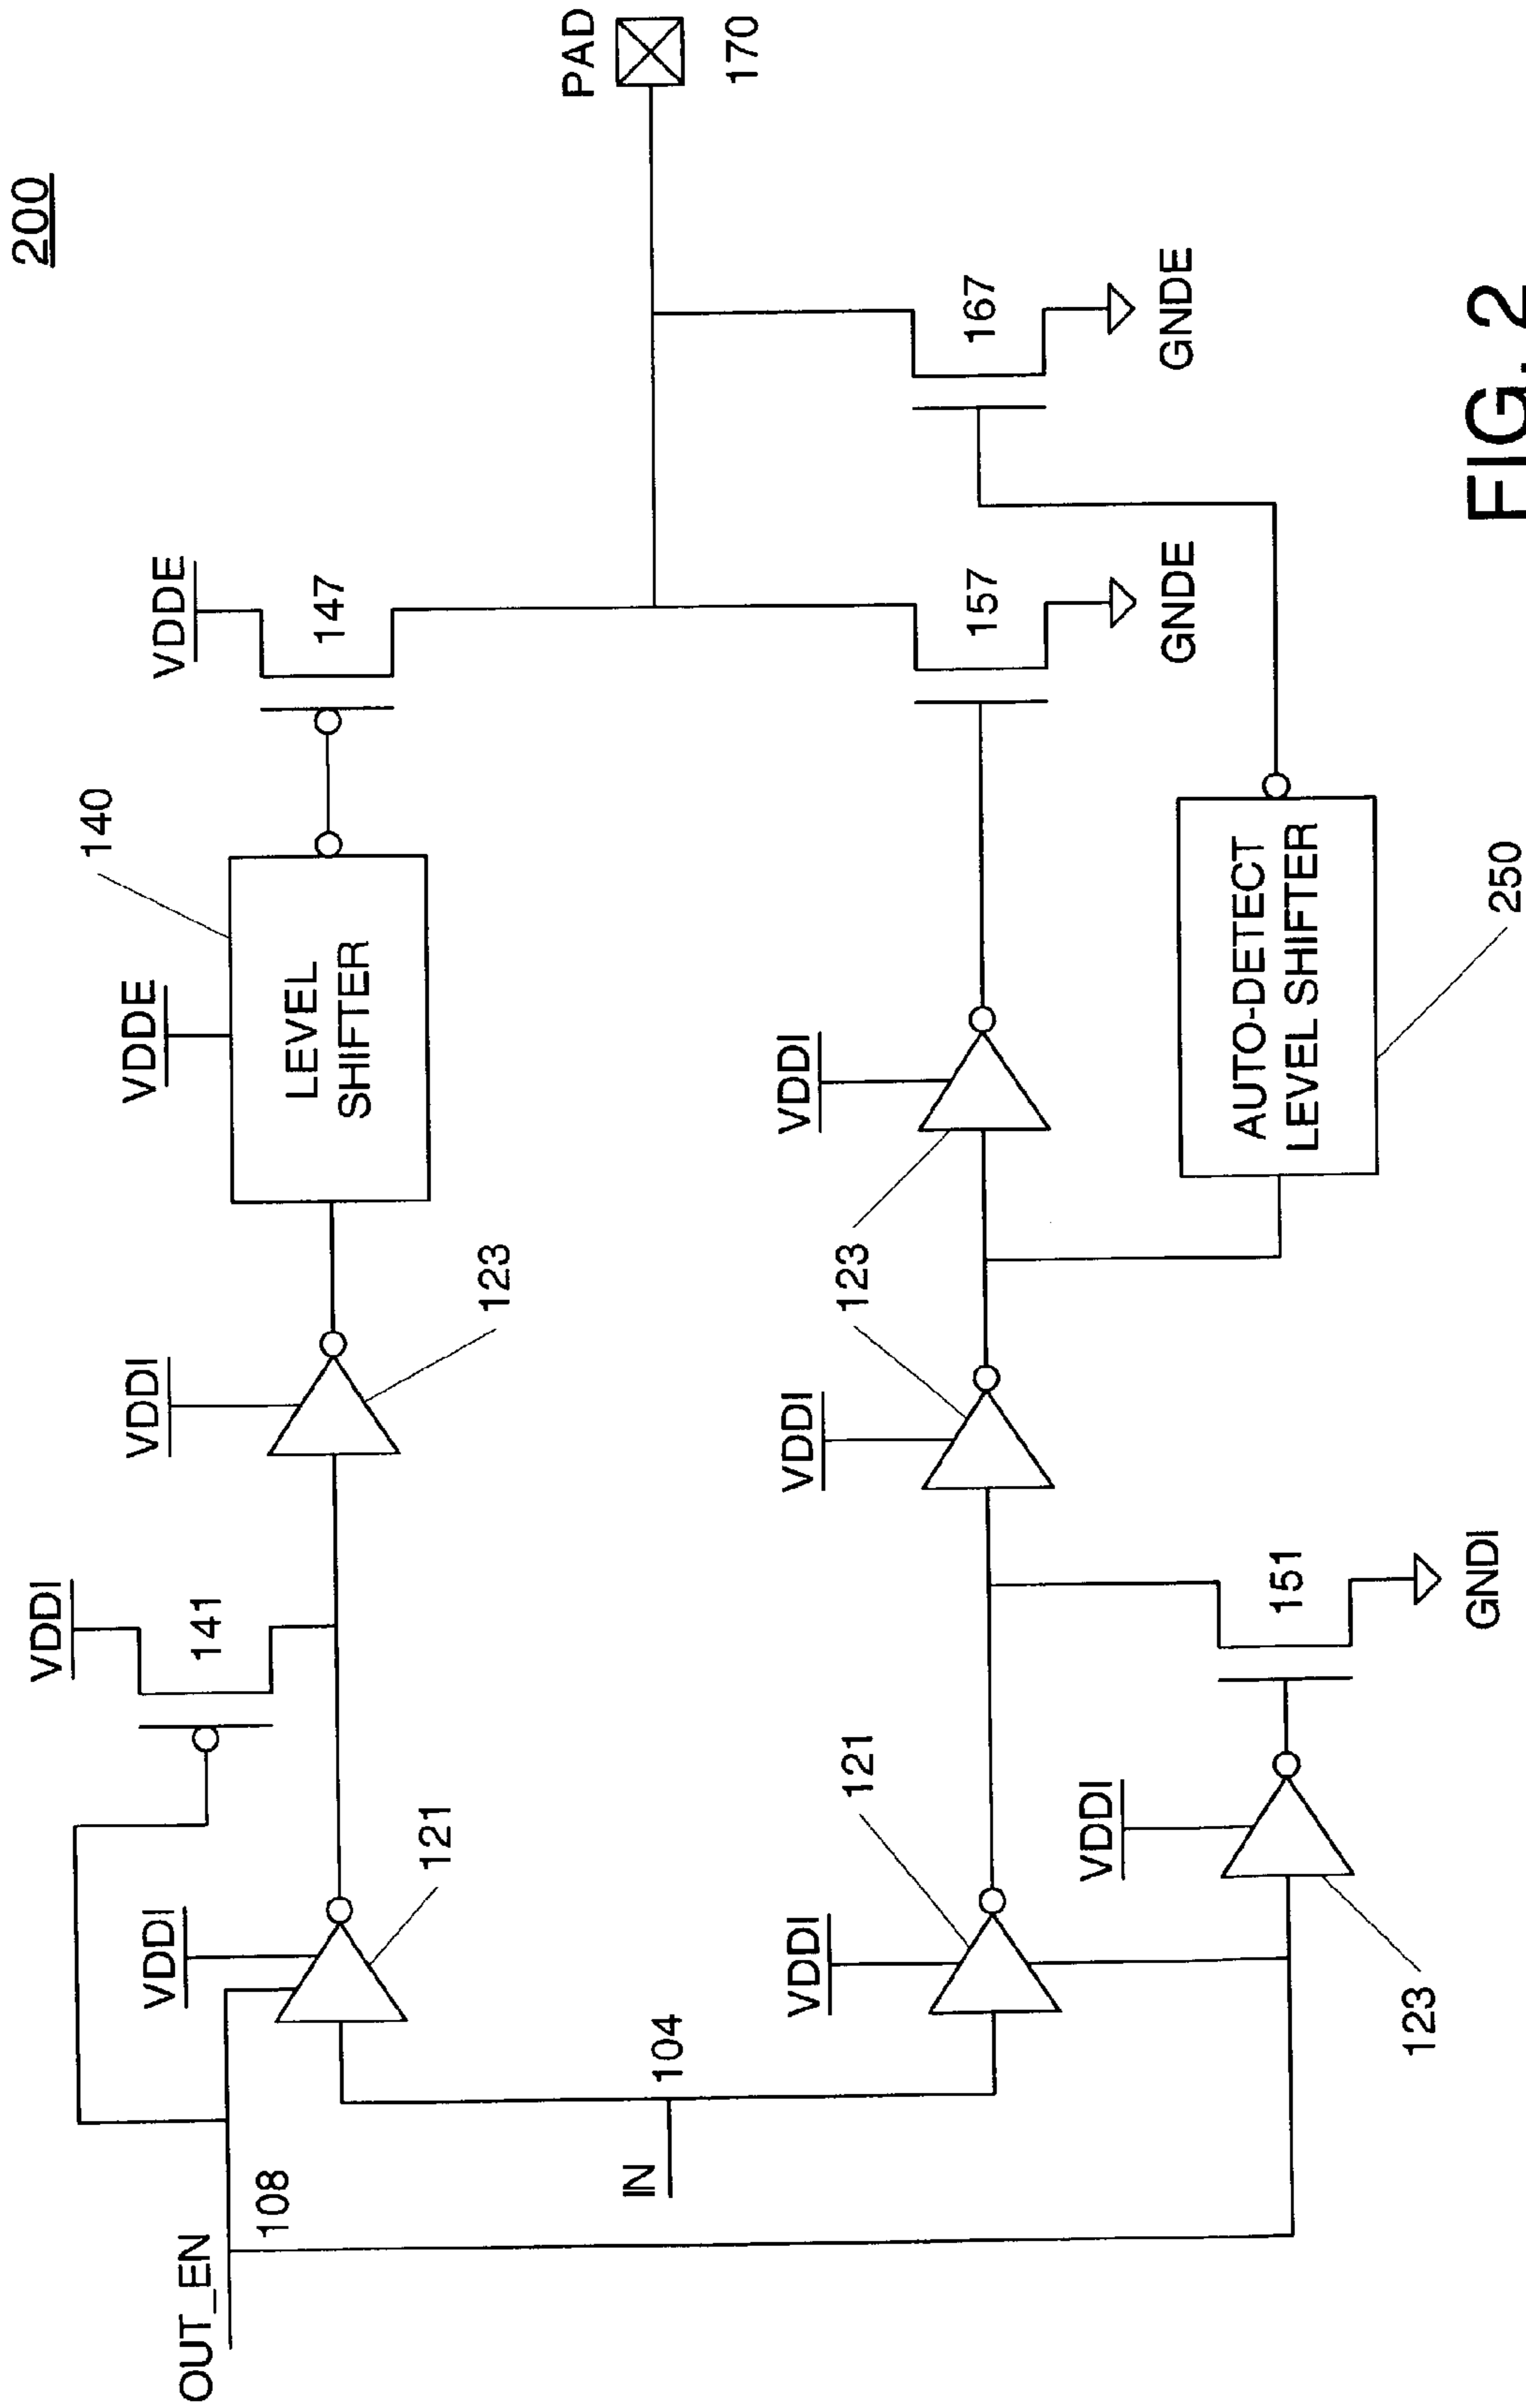 200
VDDI
VDDI
141
VDDI
VDDE
140
VDDE
OUT_EN
108
121
123
LEVEL
SHIFTER
147
PAD
170
IN
104
VDDI
121
VDDI
123
VDDI
157
GNDE
167
GNDE
VDDI
123
151
GNDI
AUTO-DETECT
LEVEL SHIFTER
250
FIG. 2